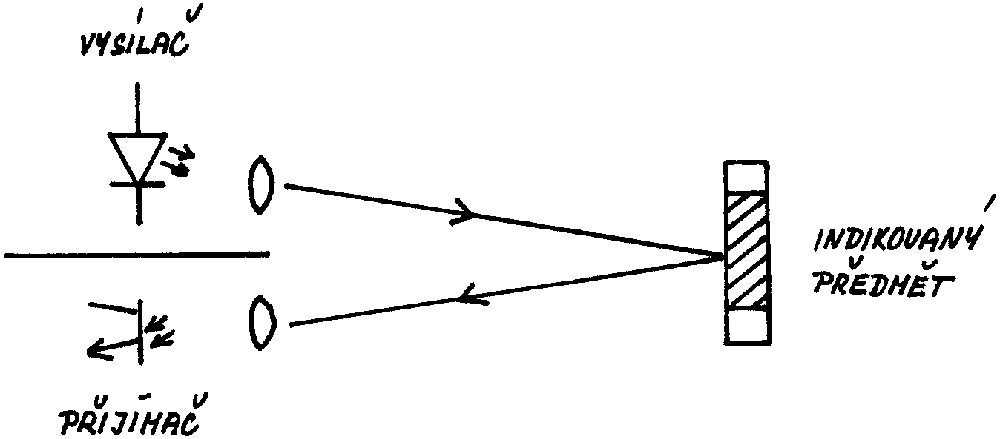 VYSÍLAČ
INDIKOVANÝ
PŘEDMĚT
PŘIJÍMAČ